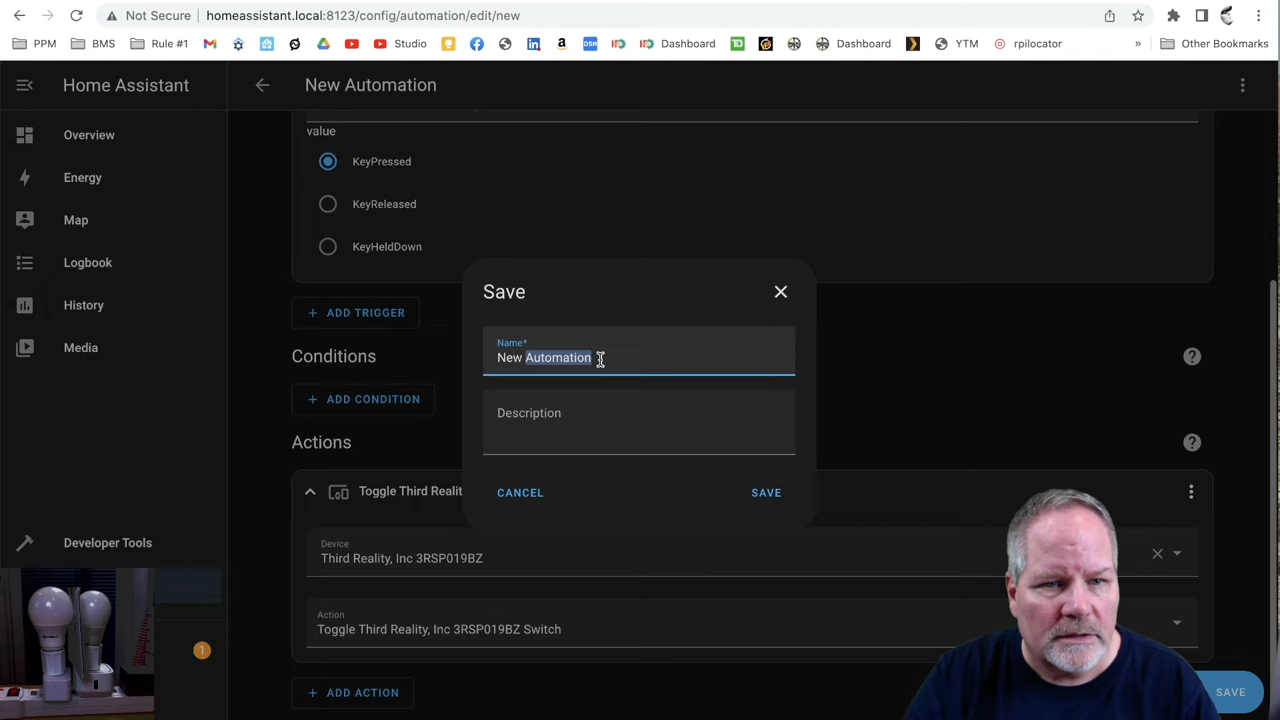 Not Secure
homeassistant.local:8123/config/automation/edit/new
PPM
BMS
Rule #1
Studio
Dashboard
Dashboard
YTM
rpilocator
»
Other Bookmarks
Home Assistant
New Automation
Overview
Energy
Map
Logbook
History
Media
Developer Tools
1
value
KeyPressed
KeyReleased
KeyHeldDown
+ ADD TRIGGER
Conditions
+ ADD CONDITION
Actions
Toggle Third Realit
Device
Third Reality, Inc 3RSP019BZ
Action
Toggle Third Reality, Inc 3RSP019BZ Switch
+ ADD ACTION
SAVE
Save
Name*
New Automation
Description
CANCEL
SAVE